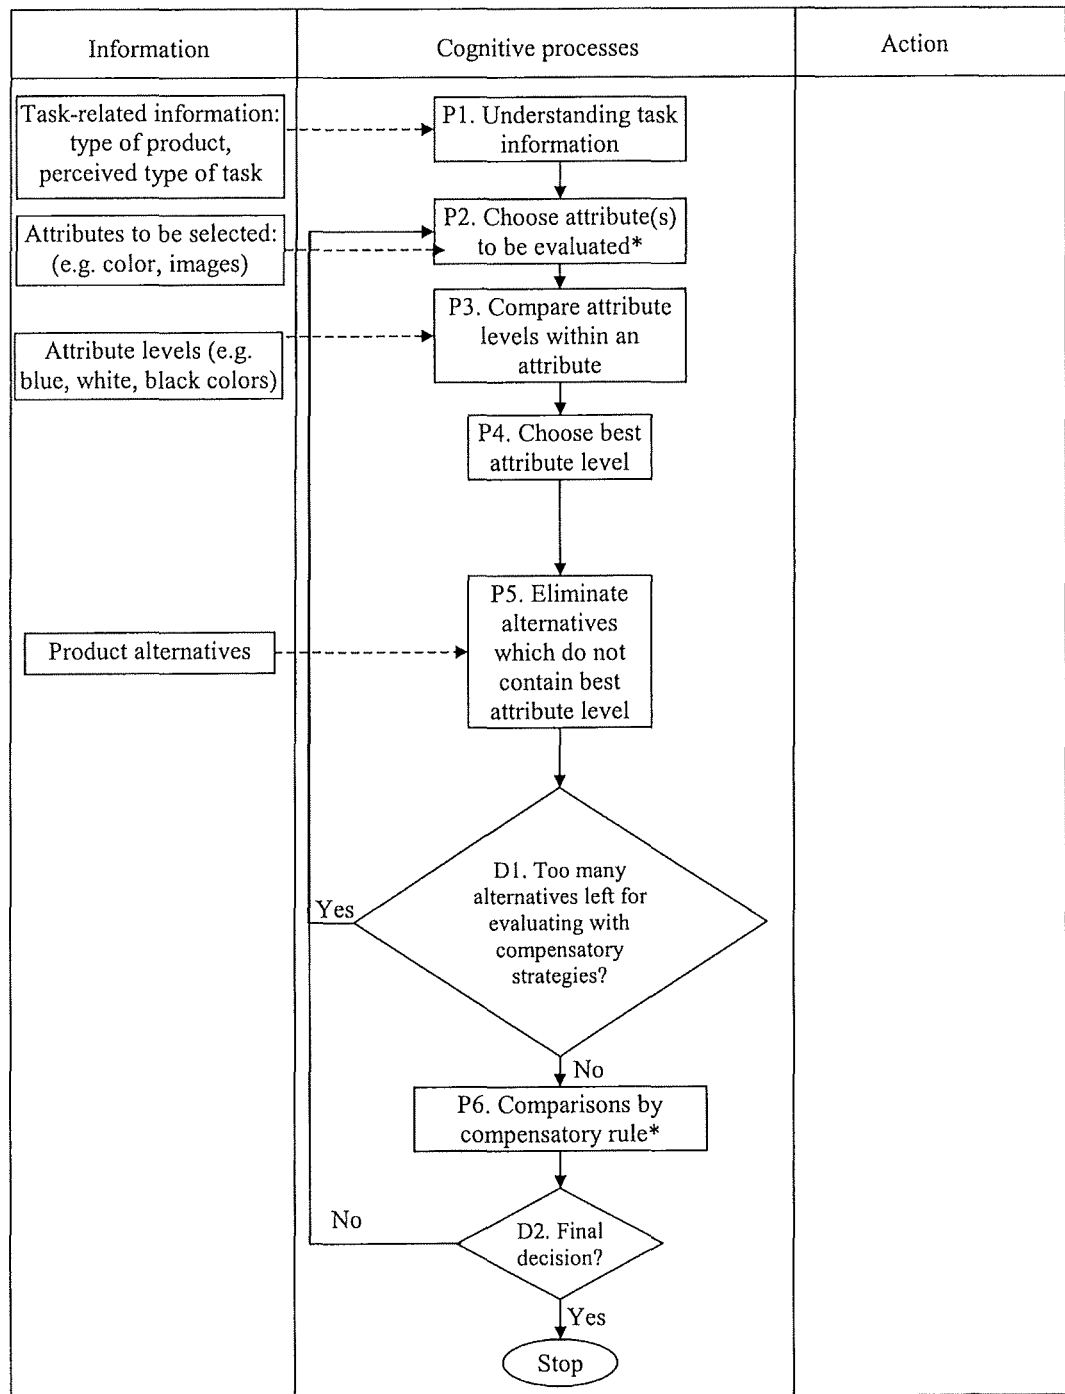 Information
Cognitive processes
Action
Task-related information:
type of product,
perceived type of task
P1. Understanding task
information
Attributes to be selected:
(e.g. color, images)
P2. Choose attribute(s)
to be evaluated*
Attribute levels (e.g.
blue, white, black colors)
P3. Compare attribute
levels within an
attribute
P4. Choose best
attribute level
Product alternatives
P5. Eliminate
alternatives
which do not
contain best
attribute level
D1. Too many
alternatives left for
evaluating with
compensatory
strategies?
Yes
No
P6. Comparisons by
compensatory rule*
No
D2. Final
decision?
Yes
Stop